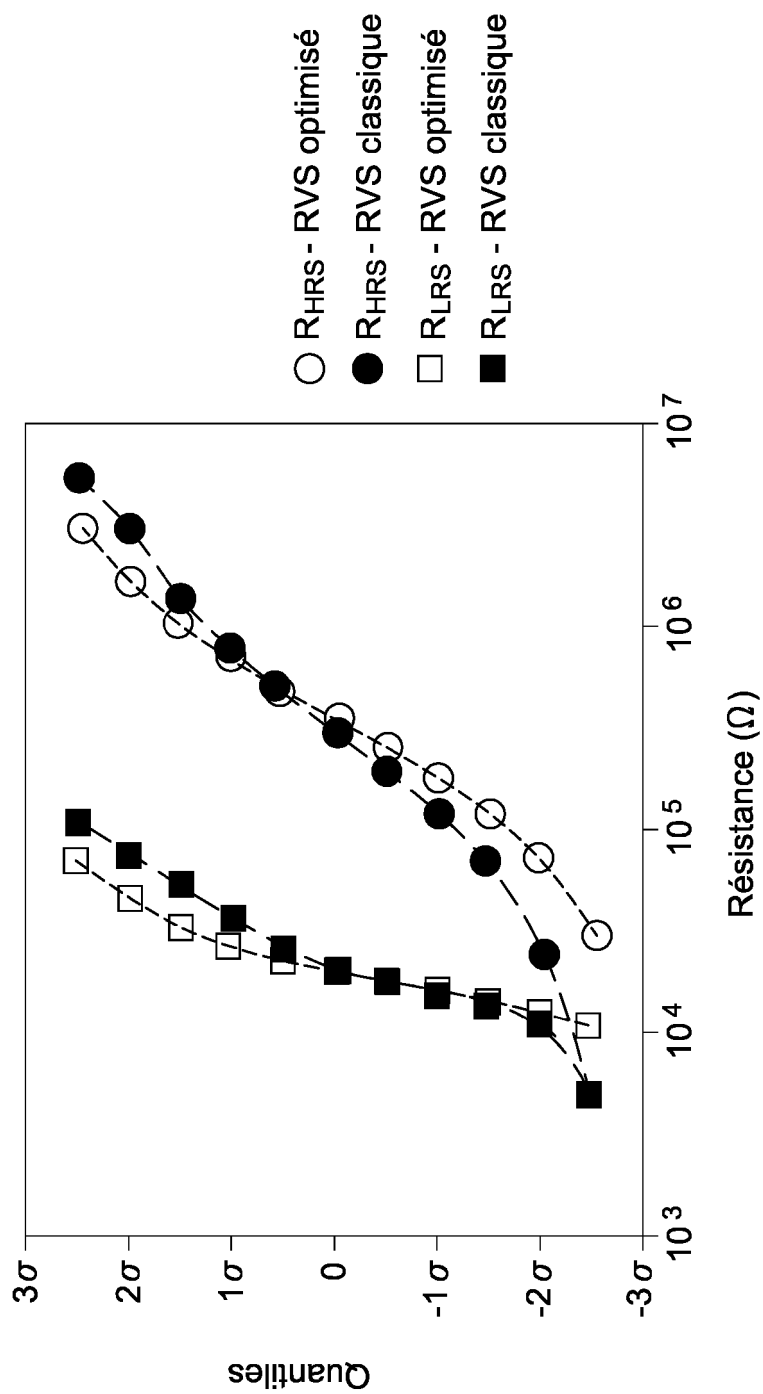 Quantiles
3σ
2σ
1σ
0
-1σ
-2σ
-3σ
10³
10⁴
10⁵
10⁶
10⁷
Résistance (Ω)
R_HRS - RVS optimisé
R_HRS - RVS classique
R_LRS - RVS optimisé
R_LRS - RVS classique